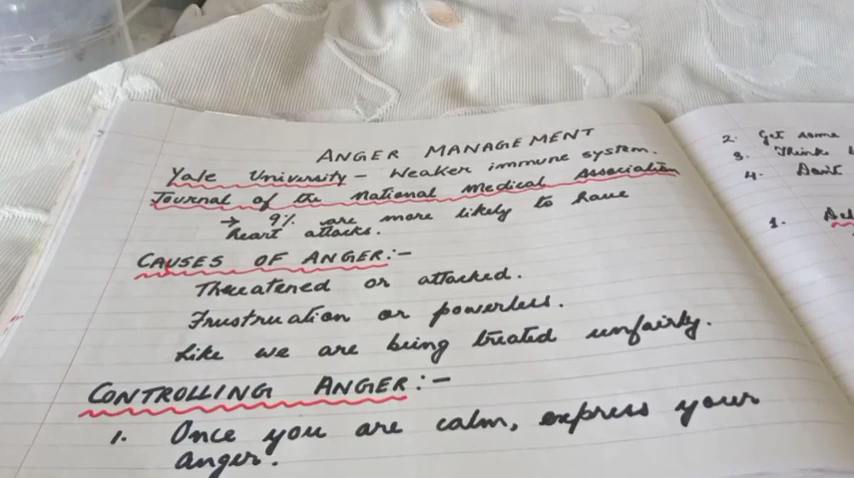 ANGER MANAGEMENT
Yale University – Weaker immune system.
Journal of the National Medical Association
→ 9% are more likely to have
heart attacks.
CAUSES OF ANGER:-
Threatened or attacked.
Frustruation or powerless.
Like we are being treated unfairly.
CONTROLLING ANGER:-
1. Once you are calm, express your
anger.
2. Get some
3. Think
4. Don't
1.